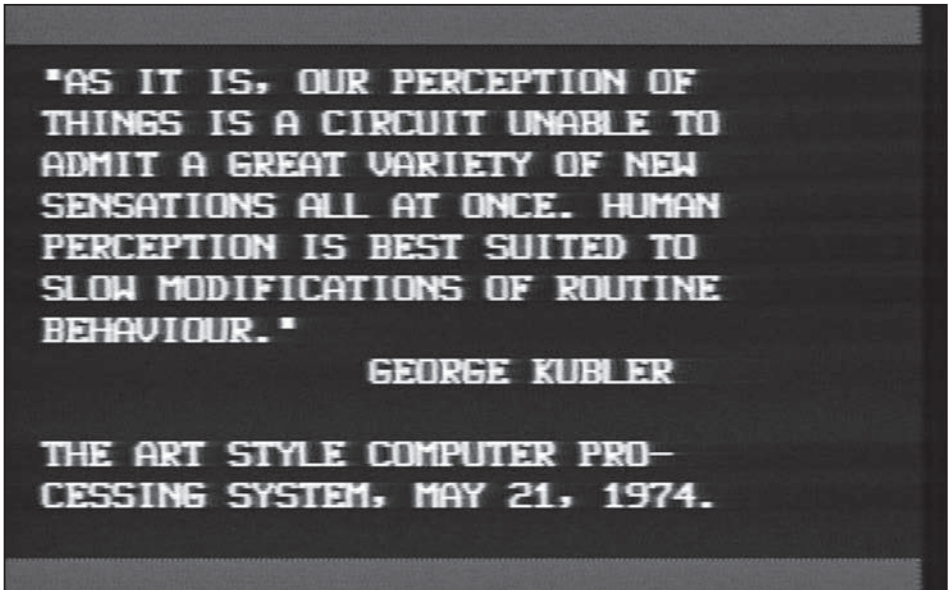 "AS IT IS, OUR PERCEPTION OF
THINGS IS A CIRCUIT UNABLE TO
ADMIT A GREAT VARIETY OF NEW
SENSATIONS ALL AT ONCE. HUMAN
PERCEPTION IS BEST SUITED TO
SLOW MODIFICATIONS OF ROUTINE
BEHAVIOUR."
GEORGE KUBLER
THE ART STYLE COMPUTER PRO-
CESSING SYSTEM, MAY 21, 1974.